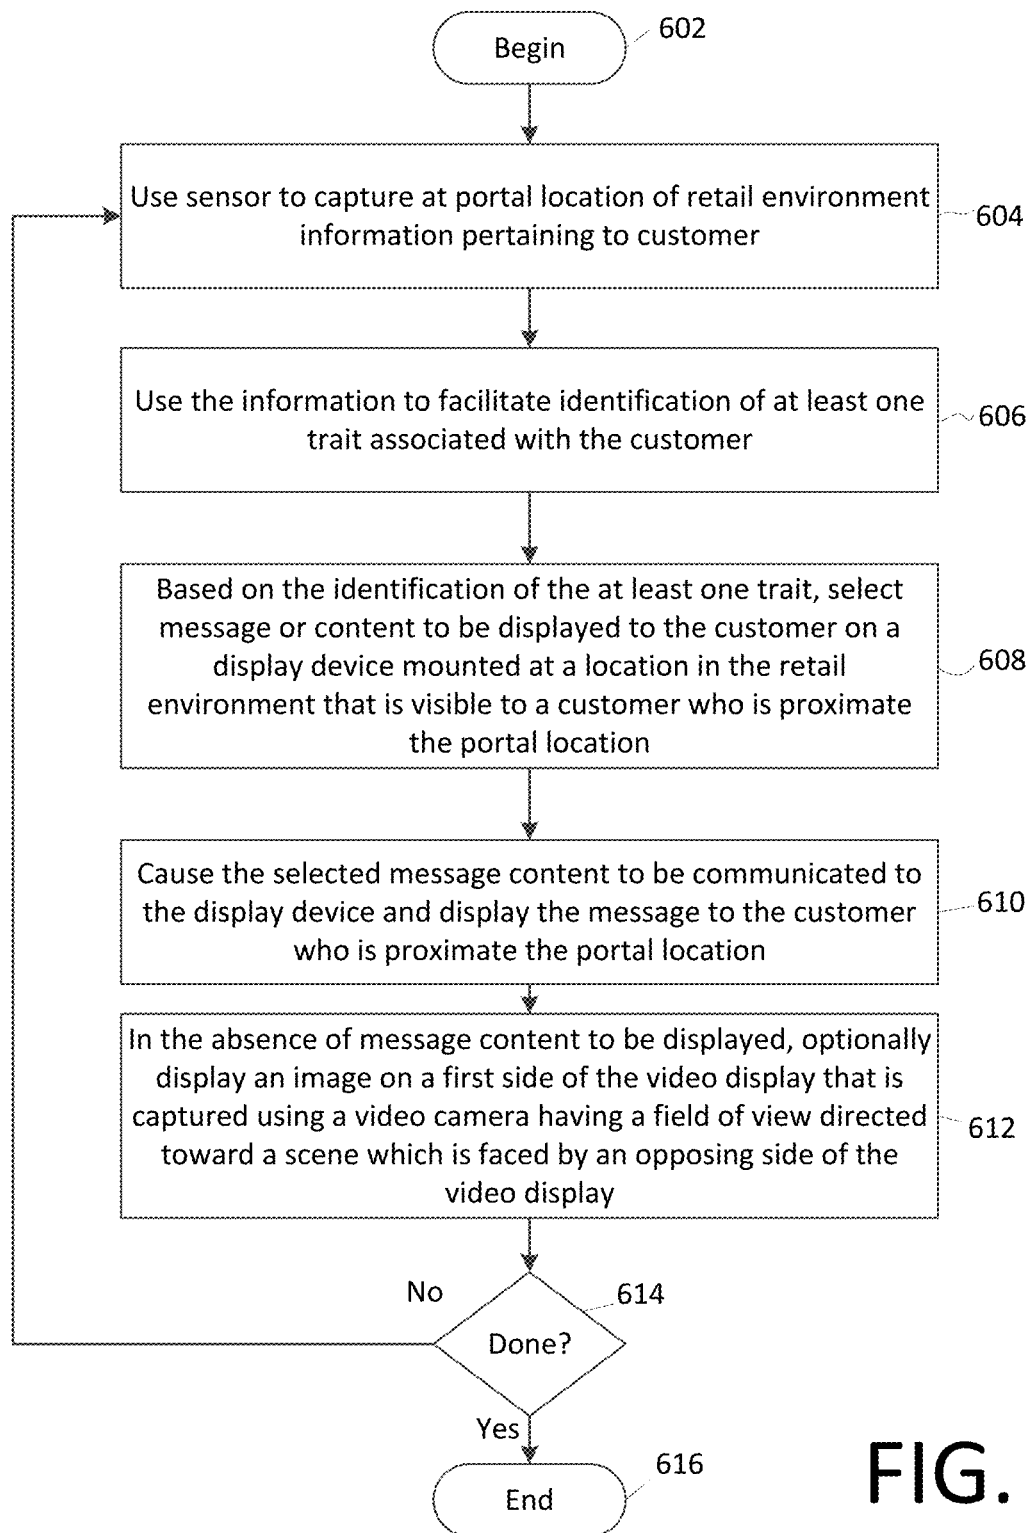 Begin
602
Use sensor to capture at portal location of retail environment
information pertaining to customer
604
Use the information to facilitate identification of at least one
trait associated with the customer
606
Based on the identification of the at least one trait, select
message or content to be displayed to the customer on a
display device mounted at a location in the retail
environment that is visible to a customer who is proximate
the portal location
608
Cause the selected message content to be communicated to
the display device and display the message to the customer
who is proximate the portal location
610
In the absence of message content to be displayed, optionally
display an image on a first side of the video display that is
captured using a video camera having a field of view directed
toward a scene which is faced by an opposing side of the
video display
612
No
614
Done?
Yes
616
End
FIG.